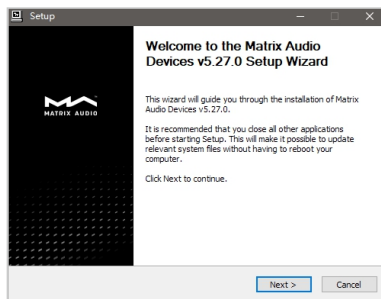 Setup
Welcome to the Matrix Audio
Devices v5.27.0 Setup Wizard
MATRIX AUDIO
This wizard will guide you through the installation of Matrix
Audio Devices v5.27.0.
It is recommended that you close all other applications
before starting Setup. This will make it possible to update
relevant system files without having to reboot your
computer.
Click Next to continue.
Next >
Cancel